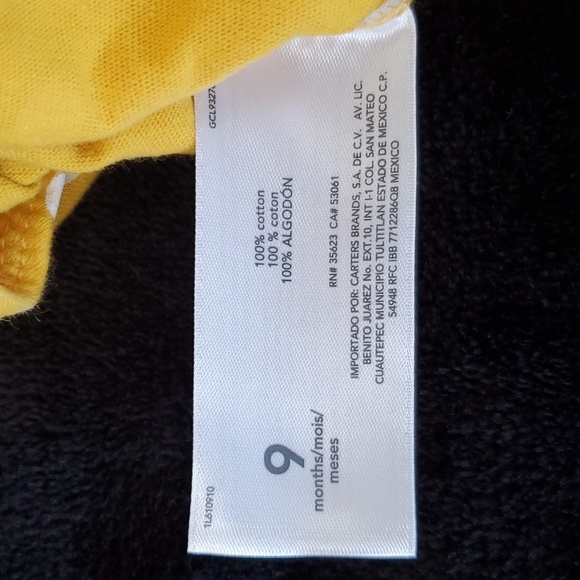 1L610910
GCL9327
9
months/mois/
meses
100% cotton
100 % coton
100% ALGODÓN
RN# 35623 CA# 53061
IMPORTADO POR: CARTERS BRANDS, S.A. DE C.V. AV. LIC.
BENITO JUAREZ No. EXT.10, INT I-1 COL. SAN MATEO
CUAUTEPEC MUNICIPIO TULTITLAN ESTADO DE MEXICO C.P.
54948 RFC IBB 7712286Q8 MEXICO